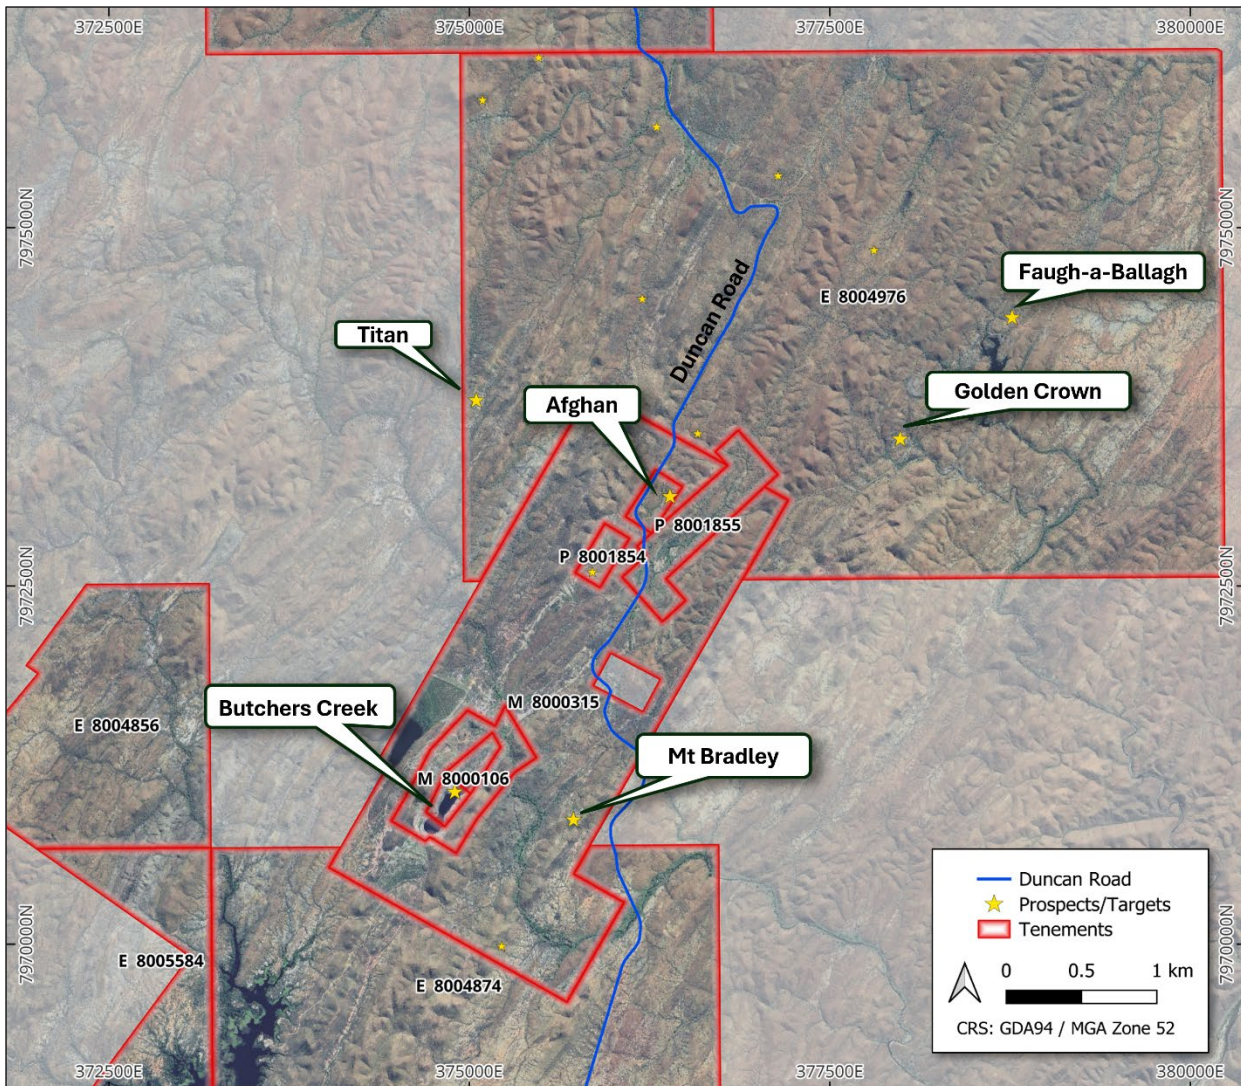 372500E
375000E
377500E
380000E
7975000N
7975000N
Faugh-a-Ballagh
E 8004976
Duncan Road
Titan
Golden Crown
Afghan
P 8001855
P 8001854
7972500N
7972500N
Butchers Creek
M 8000315
E 8004856
Mt Bradley
M 8000106
Duncan Road
Prospects/Targets
Tenements
0 0.5 1 km
CRS: GDA94 / MGA Zone 52
7970000N
7970000N
E 8005584
E 8004874
372500E
375000E
377500E
380000E